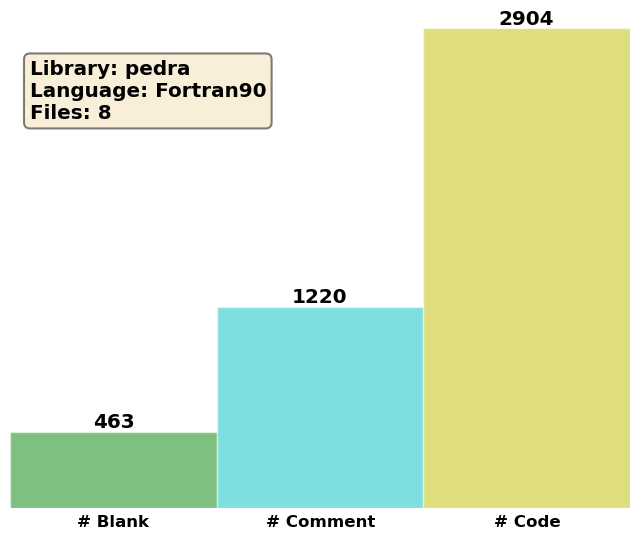 2904
Library: pedra
Language: Fortran90
Files: 8
1220
463
# Blank
# Comment
# Code